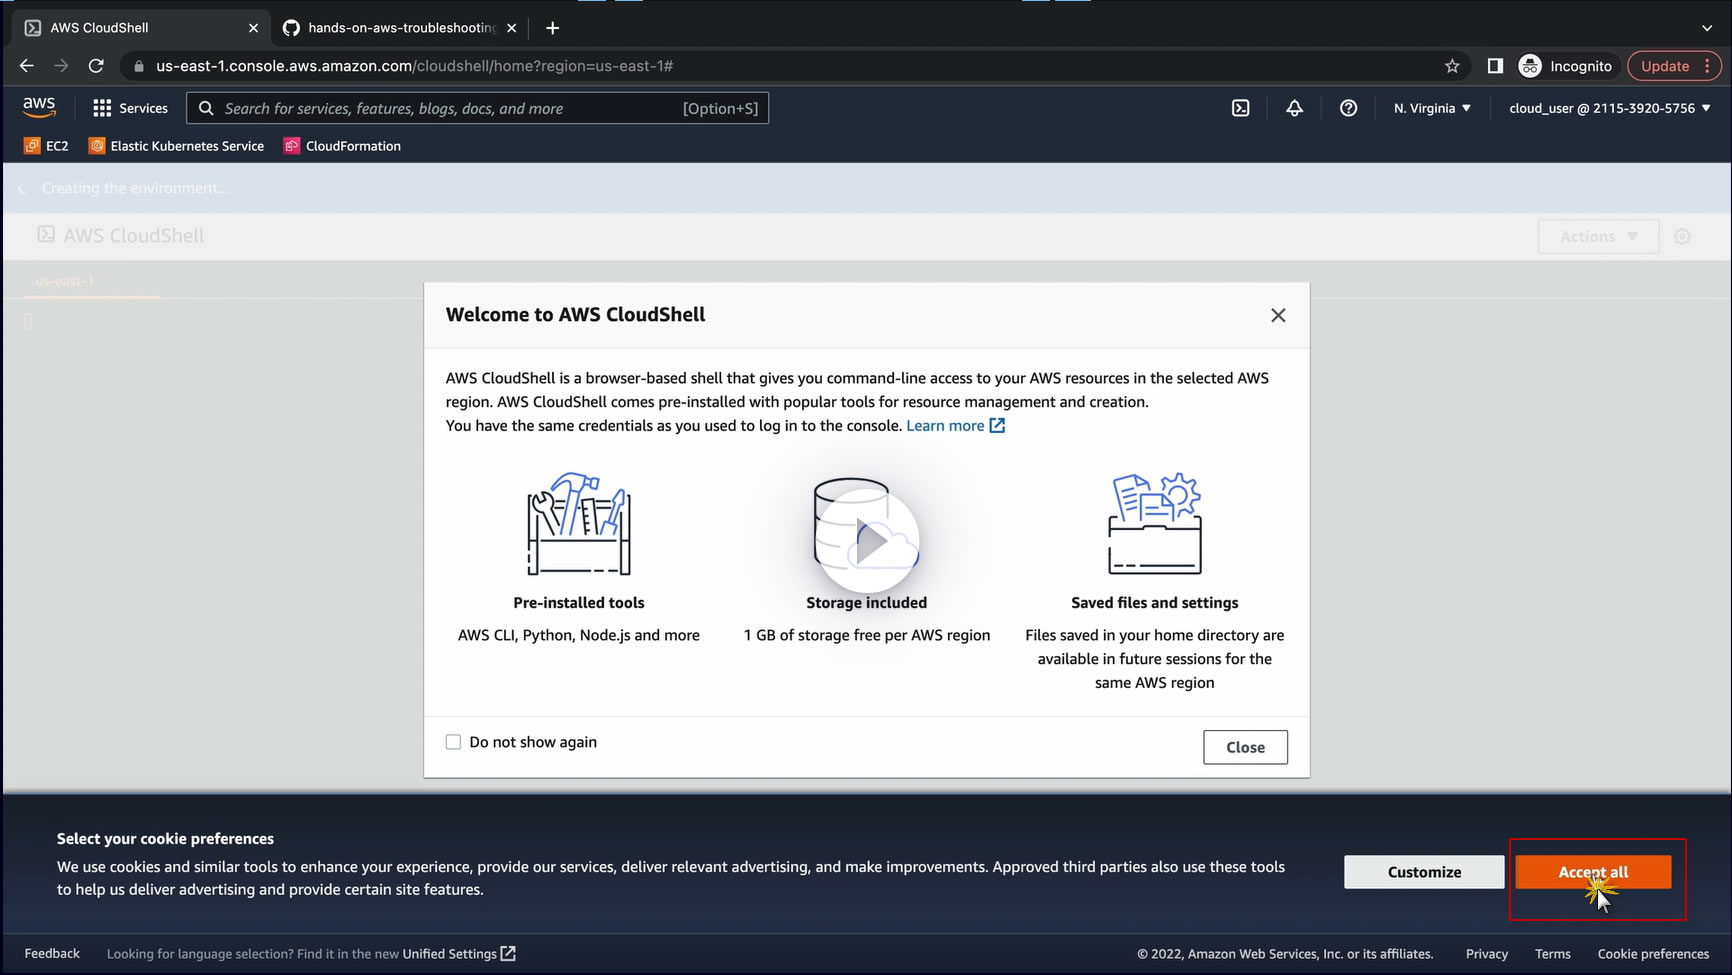 AWS CloudShell
hands-on-aws-troubleshooting
us-east-1.console.aws.amazon.com/cloudshell/home?region=us-east-1#
Incognito
Update
aws
Services
Search for services, features, blogs, docs, and more
[Option+S]
N. Virginia
cloud_user @ 2115-3920-5756
EC2
Elastic Kubernetes Service
CloudFormation
Creating the environment...
AWS CloudShell
Actions
us-east-1
Welcome to AWS CloudShell
AWS CloudShell is a browser-based shell that gives you command-line access to your AWS resources in the selected AWS
region. AWS CloudShell comes pre-installed with popular tools for resource management and creation.
You have the same credentials as you used to log in to the console. Learn more
Pre-installed tools
AWS CLI, Python, Node.js and more
Storage included
1 GB of storage free per AWS region
Saved files and settings
Files saved in your home directory are
available in future sessions for the
same AWS region
Do not show again
Close
Select your cookie preferences
We use cookies and similar tools to enhance your experience, provide our services, deliver relevant advertising, and make improvements. Approved third parties also use these tools
to help us deliver advertising and provide certain site features.
Customize
Accept all
Feedback
Looking for language selection? Find it in the new Unified Settings
© 2022, Amazon Web Services, Inc. or its affiliates.
Privacy
Terms
Cookie preferences